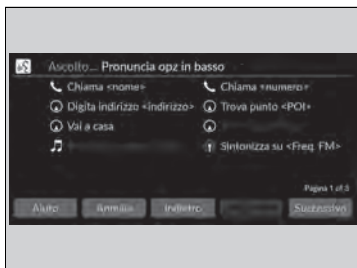 Ascolto... Pronuncia opz in basso
Chiama <nome>
Chiama <numero>
Digita indirizzo <indirizzo>
Trova punto <POI>
Vai a casa
Sintonizza su <Freq. FM>
Pagina 1 of 3
Aiuto
Annulla
Indietro
Successivo